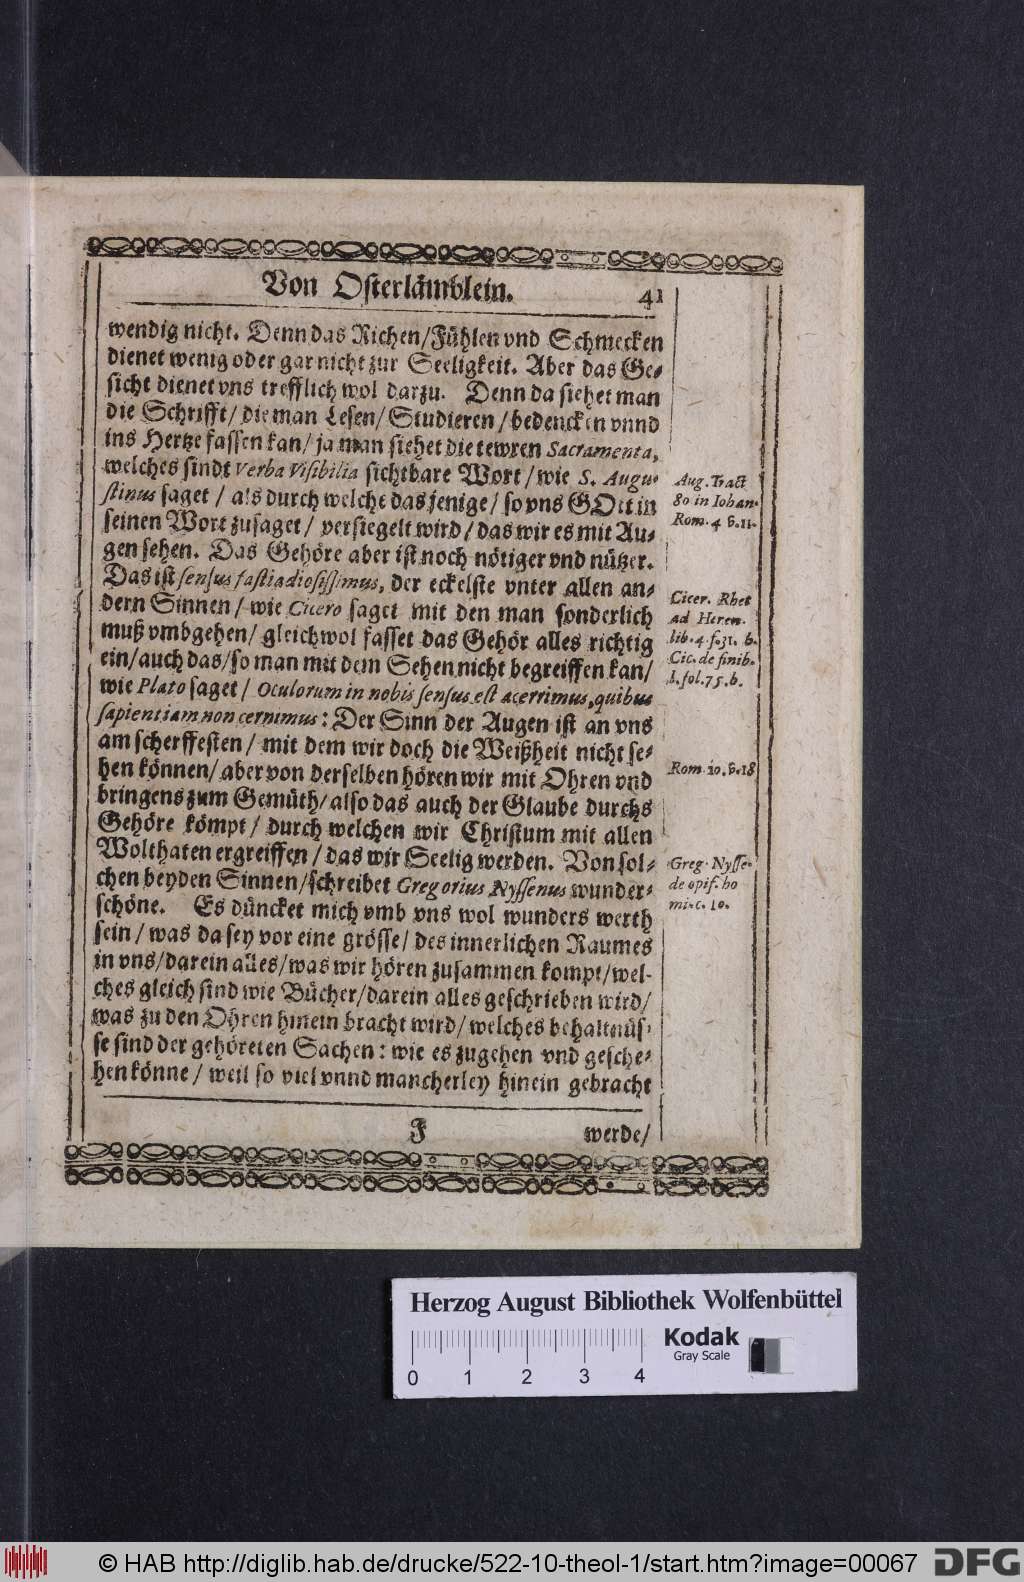 Von Osterlämblein. 41
wendig nicht. Denn das Richen/Fühlen vnd Schmecken
dienet wenig oder gar nicht zur Seeligkeit. Aber das Ge-
sicht dienet vns trefflich wol darzu. Denn da siehet man
die Schrifft/ die man Lesen/ Studieren/ bedencken vnnd
ins Hertze fassen kan/ ja man siehet die tewren Sacramenta,
welches sindt Verba Visibilia sichtbare Wort/ wie S. Augu-
stinus saget/ als durch welche das jenige/ so vns GOtt in
seinen Wort zusaget/ versiegelt wird/ das wir es mit Au-
gen sehen. Das Gehöre aber ist noch nötiger vnd nützer.
Das ist sensus fastiadiosissimus, der eckelste vnter allen an-
dern Sinnen/ wie Cicero saget mit den man sonderlich
muß vmbgehen/ gleichwol fasset das Gehör alles richtig
ein/ auch das/ so man mit dem Sehen nicht begreiffen kan/
wie Plato saget/ Oculorum in nobis sensus est acerrimus, quibus
sapientiam non cernimus: Der Sinn der Augen ist an vns
am scherffesten/ mit dem wir doch die Weißheit nicht se-
hen können/ aber von derselben hören wir mit Ohren vnd
bringens zum Gemüth/ also das auch der Glaube durchs
Gehöre kömpt/ durch welchen wir Christum mit allen
Wolthaten ergreiffen/ das wir Seelig werden. Von sol-
chen beyden Sinnen/ schreibet Gregorius Nyssenus wunder-
schöne. Es düncket mich vmb vns wol wunders werth
sein/ was da sey vor eine grösse/ des innerlichen Raumes
in vns/ darein alles/ was wir hören zusammen kompt/ wel-
ches gleich sind wie Bücher/ darein alles geschrieben wird/
was zu den Ohren hinein bracht wird/ welches behaltnüs-
se sind der gehöreten Sachen: wie es zugehen vnd gesche-
hen könne/ weil so viel vnnd mancherley hinein gebracht
J werde/
Aug. Tract
80 in Iohan.
Rom. 4 v. 11.
Cicer. Rhet
ad Heren.
lib. 4. f. 31. b.
Cic. de finib.
l. fol. 75. b.
Rom. 10. v. 18
Greg. Nysse-
de opif. ho
mi. c. 10.
Herzog August Bibliothek Wolfenbüttel
Kodak
Gray Scale
0 1 2 3 4
© HAB http://diglib.hab.de/drucke/522-10-theol-1/start.htm?image=00067
DFG